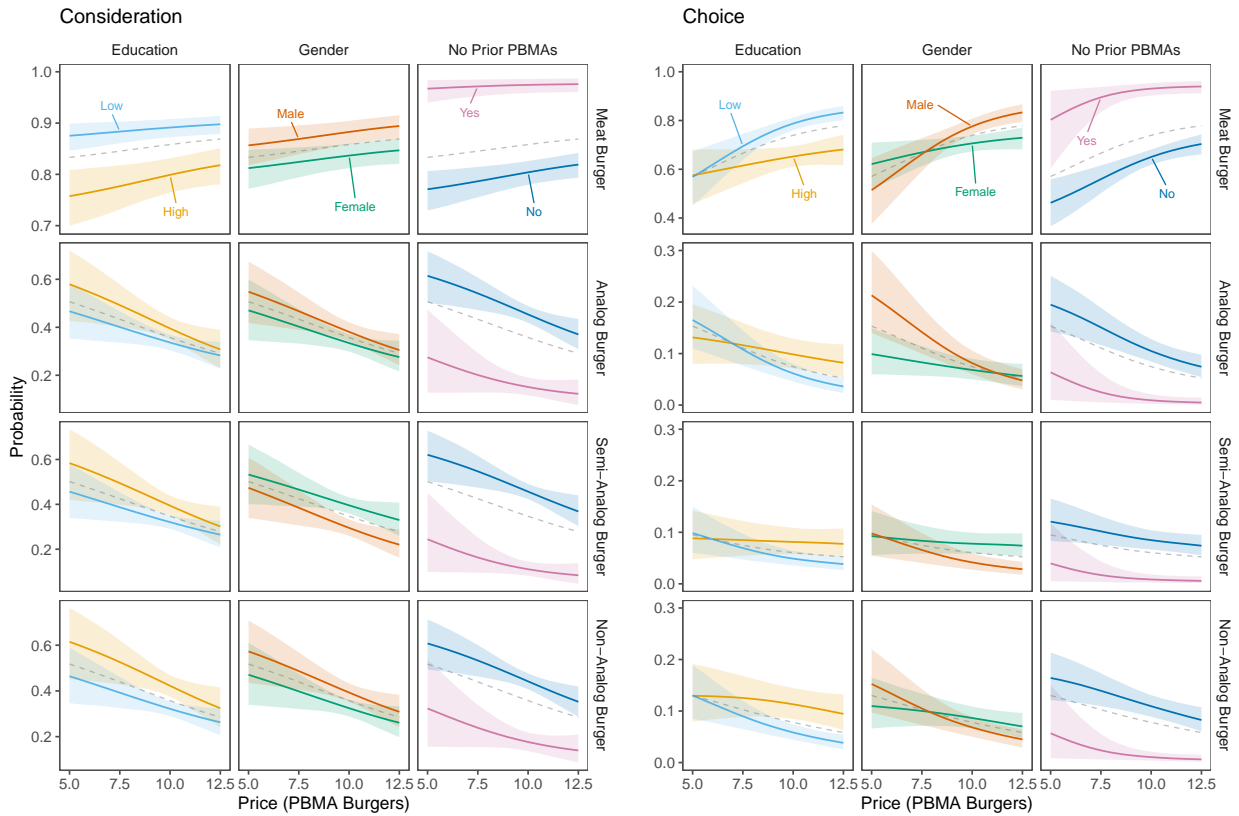 Consideration
Choice
Education
Gender
No Prior PBMAs
Education
Gender
No Prior PBMAs
Probability
1.0
0.9
0.8
0.7
Low
High
Male
Female
Yes
No
Meat Burger
1.0
0.8
0.6
0.4
Low
High
Male
Female
Yes
No
Meat Burger
0.6
0.4
0.2
Analog Burger
0.3
0.2
0.1
0.0
Analog Burger
0.6
0.4
0.2
Semi−Analog Burger
0.3
0.2
0.1
0.0
Semi−Analog Burger
0.6
0.4
0.2
Non−Analog Burger
0.3
0.2
0.1
0.0
Non−Analog Burger
5.0 7.5 10.0 12.5 5.0 7.5 10.0 12.5 5.0 7.5 10.0 12.5
5.0 7.5 10.0 12.5 5.0 7.5 10.0 12.5 5.0 7.5 10.0 12.5
Price (PBMA Burgers)
Price (PBMA Burgers)